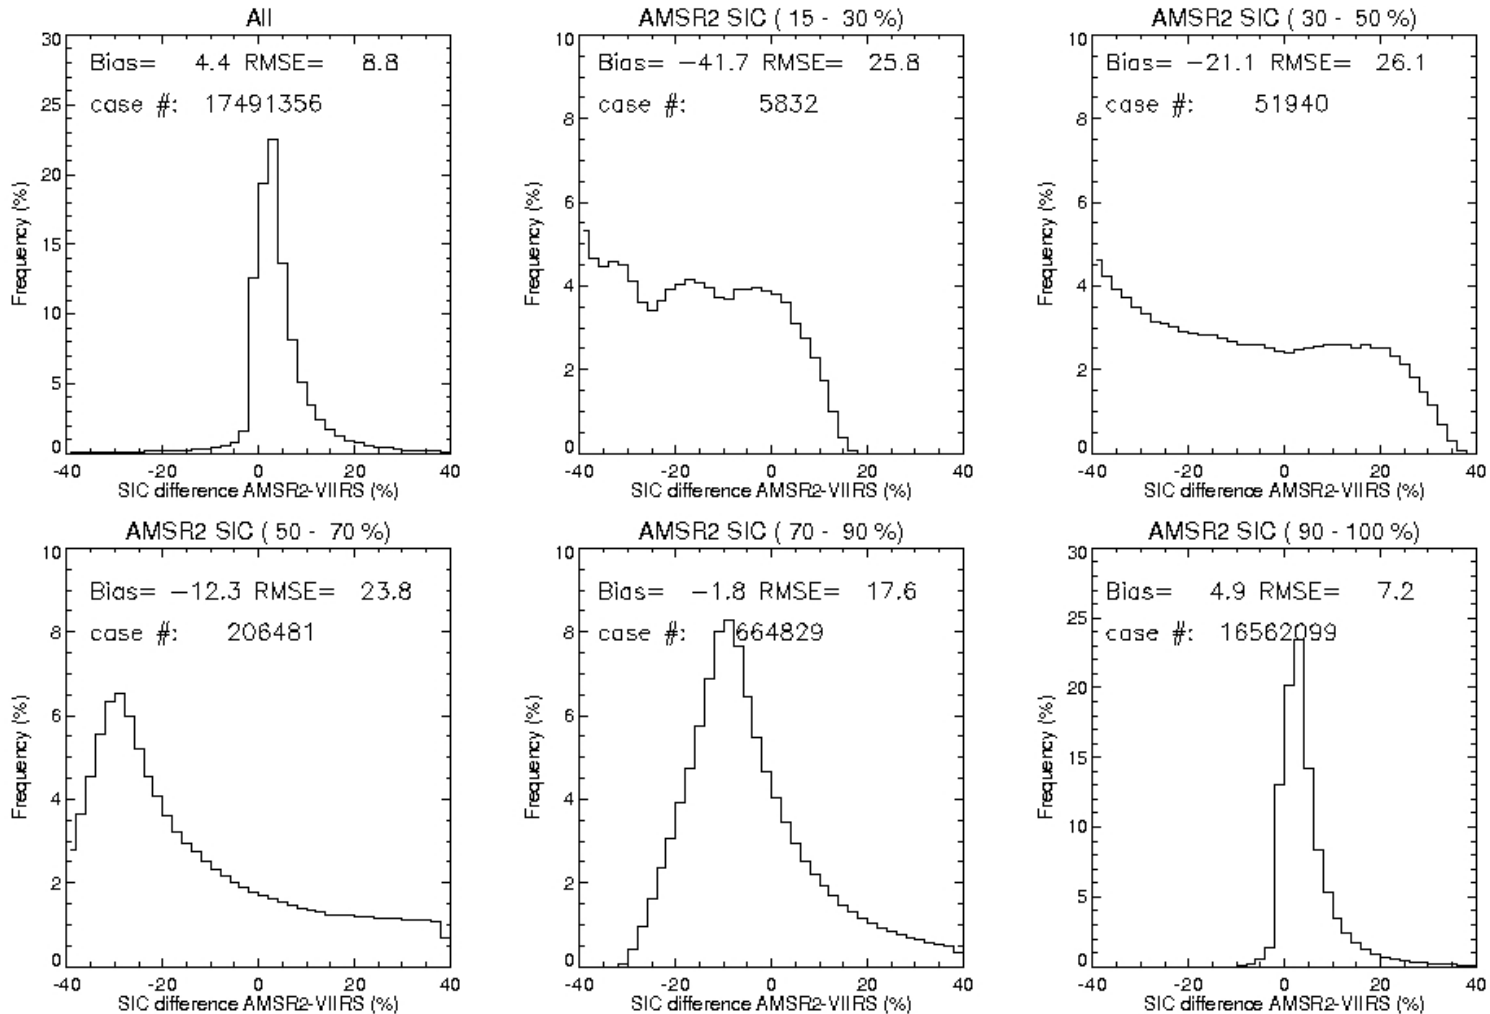 All
Bias= 4.4 RMSE= 8.8
case #: 17491356
30
25
20
15
10
5
0
Frequency (%)
-40 -20 0 20 40
SIC difference AMSR2-VIIRS (%)
AMSR2 SIC ( 15 - 30 %)
Bias= -41.7 RMSE= 25.8
case #: 5832
10
8
6
4
2
0
Frequency (%)
-40 -20 0 20 40
SIC difference AMSR2-VIIRS (%)
AMSR2 SIC ( 30 - 50 %)
Bias= -21.1 RMSE= 26.1
case #: 51940
10
8
6
4
2
0
Frequency (%)
-40 -20 0 20 40
SIC difference AMSR2-VIIRS (%)
AMSR2 SIC ( 50 - 70 %)
Bias= -12.3 RMSE= 23.8
case #: 206481
10
8
6
4
2
0
Frequency (%)
-40 -20 0 20 40
SIC difference AMSR2-VIIRS (%)
AMSR2 SIC ( 70 - 90 %)
Bias= -1.8 RMSE= 17.6
case #: 664829
10
8
6
4
2
0
Frequency (%)
-40 -20 0 20 40
SIC difference AMSR2-VIIRS (%)
AMSR2 SIC ( 90 - 100 %)
Bias= 4.9 RMSE= 7.2
case #: 16562099
30
25
20
15
10
5
0
Frequency (%)
-40 -20 0 20 40
SIC difference AMSR2-VIIRS (%)